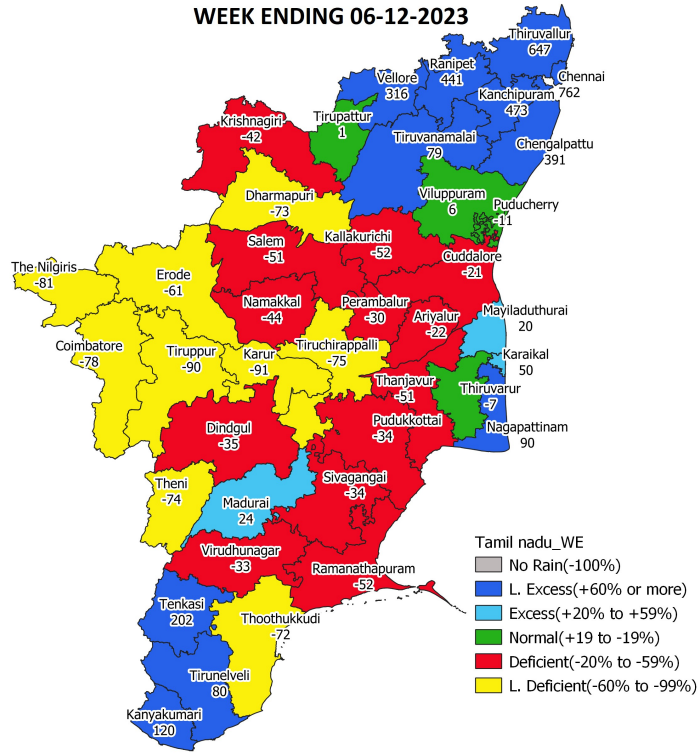 WEEK ENDING 06-12-2023
Thiruvallur
647
Ranipet
441
Vellore
316
Chennai
762
Kanchipuram
473
Krishnagiri
-42
Tirupattur
1
Tiruvanamalai
79
Chengalpattu
391
Dharmapuri
-73
Viluppuram
6
Puducherry
-11
Salem
-51
Kallakurichi
-52
Cuddalore
-21
The Nilgiris
-81
Erode
-61
Namakkal
-44
Perambalur
-30
Ariyalur
-22
Mayiladuthurai
20
Coimbatore
-78
Tiruppur
-90
Karur
-91
Tiruchirappalli
-75
Karaikal
50
Thanjavur
-51
Thiruvarur
-7
Dindgul
-35
Pudukkottai
-34
Nagapattinam
90
Theni
-74
Madurai
24
Sivagangai
-34
Virudhunagar
-33
Ramanathapuram
-52
Tenkasi
202
Thoothukkudi
-72
Tirunelveli
80
Kanyakumari
120
Tamil nadu_WE
No Rain(-100%)
L. Excess(+60% or more)
Excess(+20% to +59%)
Normal(+19 to -19%)
Deficient(-20% to -59%)
L. Deficient(-60% to -99%)